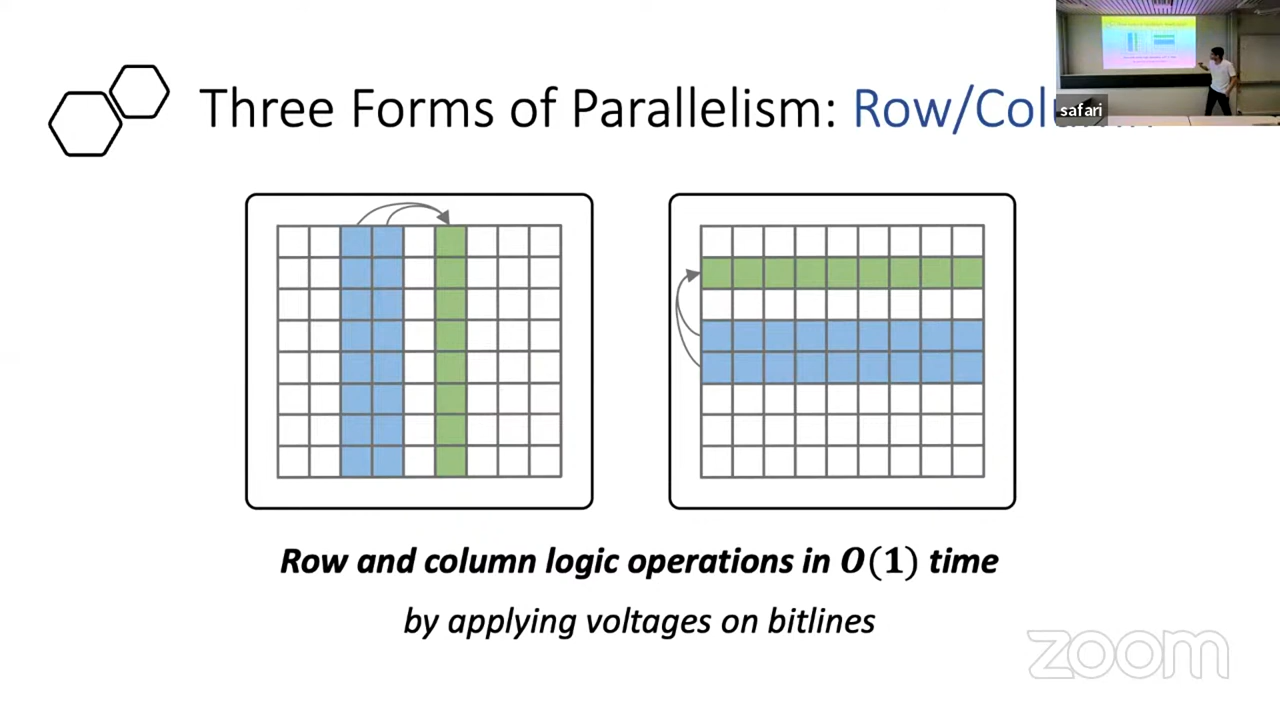 Three Forms of Parallelism: Row/Col
safari
Row and column logic operations in O(1) time
by applying voltages on bitlines
zoom